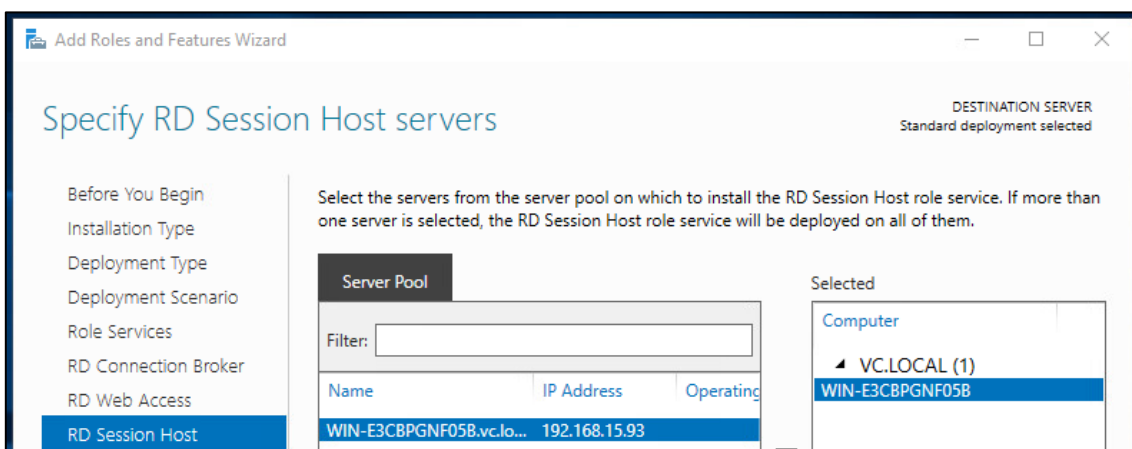 Add Roles and Features Wizard
Specify RD Session Host servers
DESTINATION SERVER
Standard deployment selected
Before You Begin
Installation Type
Deployment Type
Deployment Scenario
Role Services
RD Connection Broker
RD Web Access
RD Session Host
Select the servers from the server pool on which to install the RD Session Host role service. If more than
one server is selected, the RD Session Host role service will be deployed on all of them.
Server Pool
Filter:
Name IP Address Operating
WIN-E3CBPGNF05B.vc.lo... 192.168.15.93
Selected
Computer
VC.LOCAL (1)
WIN-E3CBPGNF05B